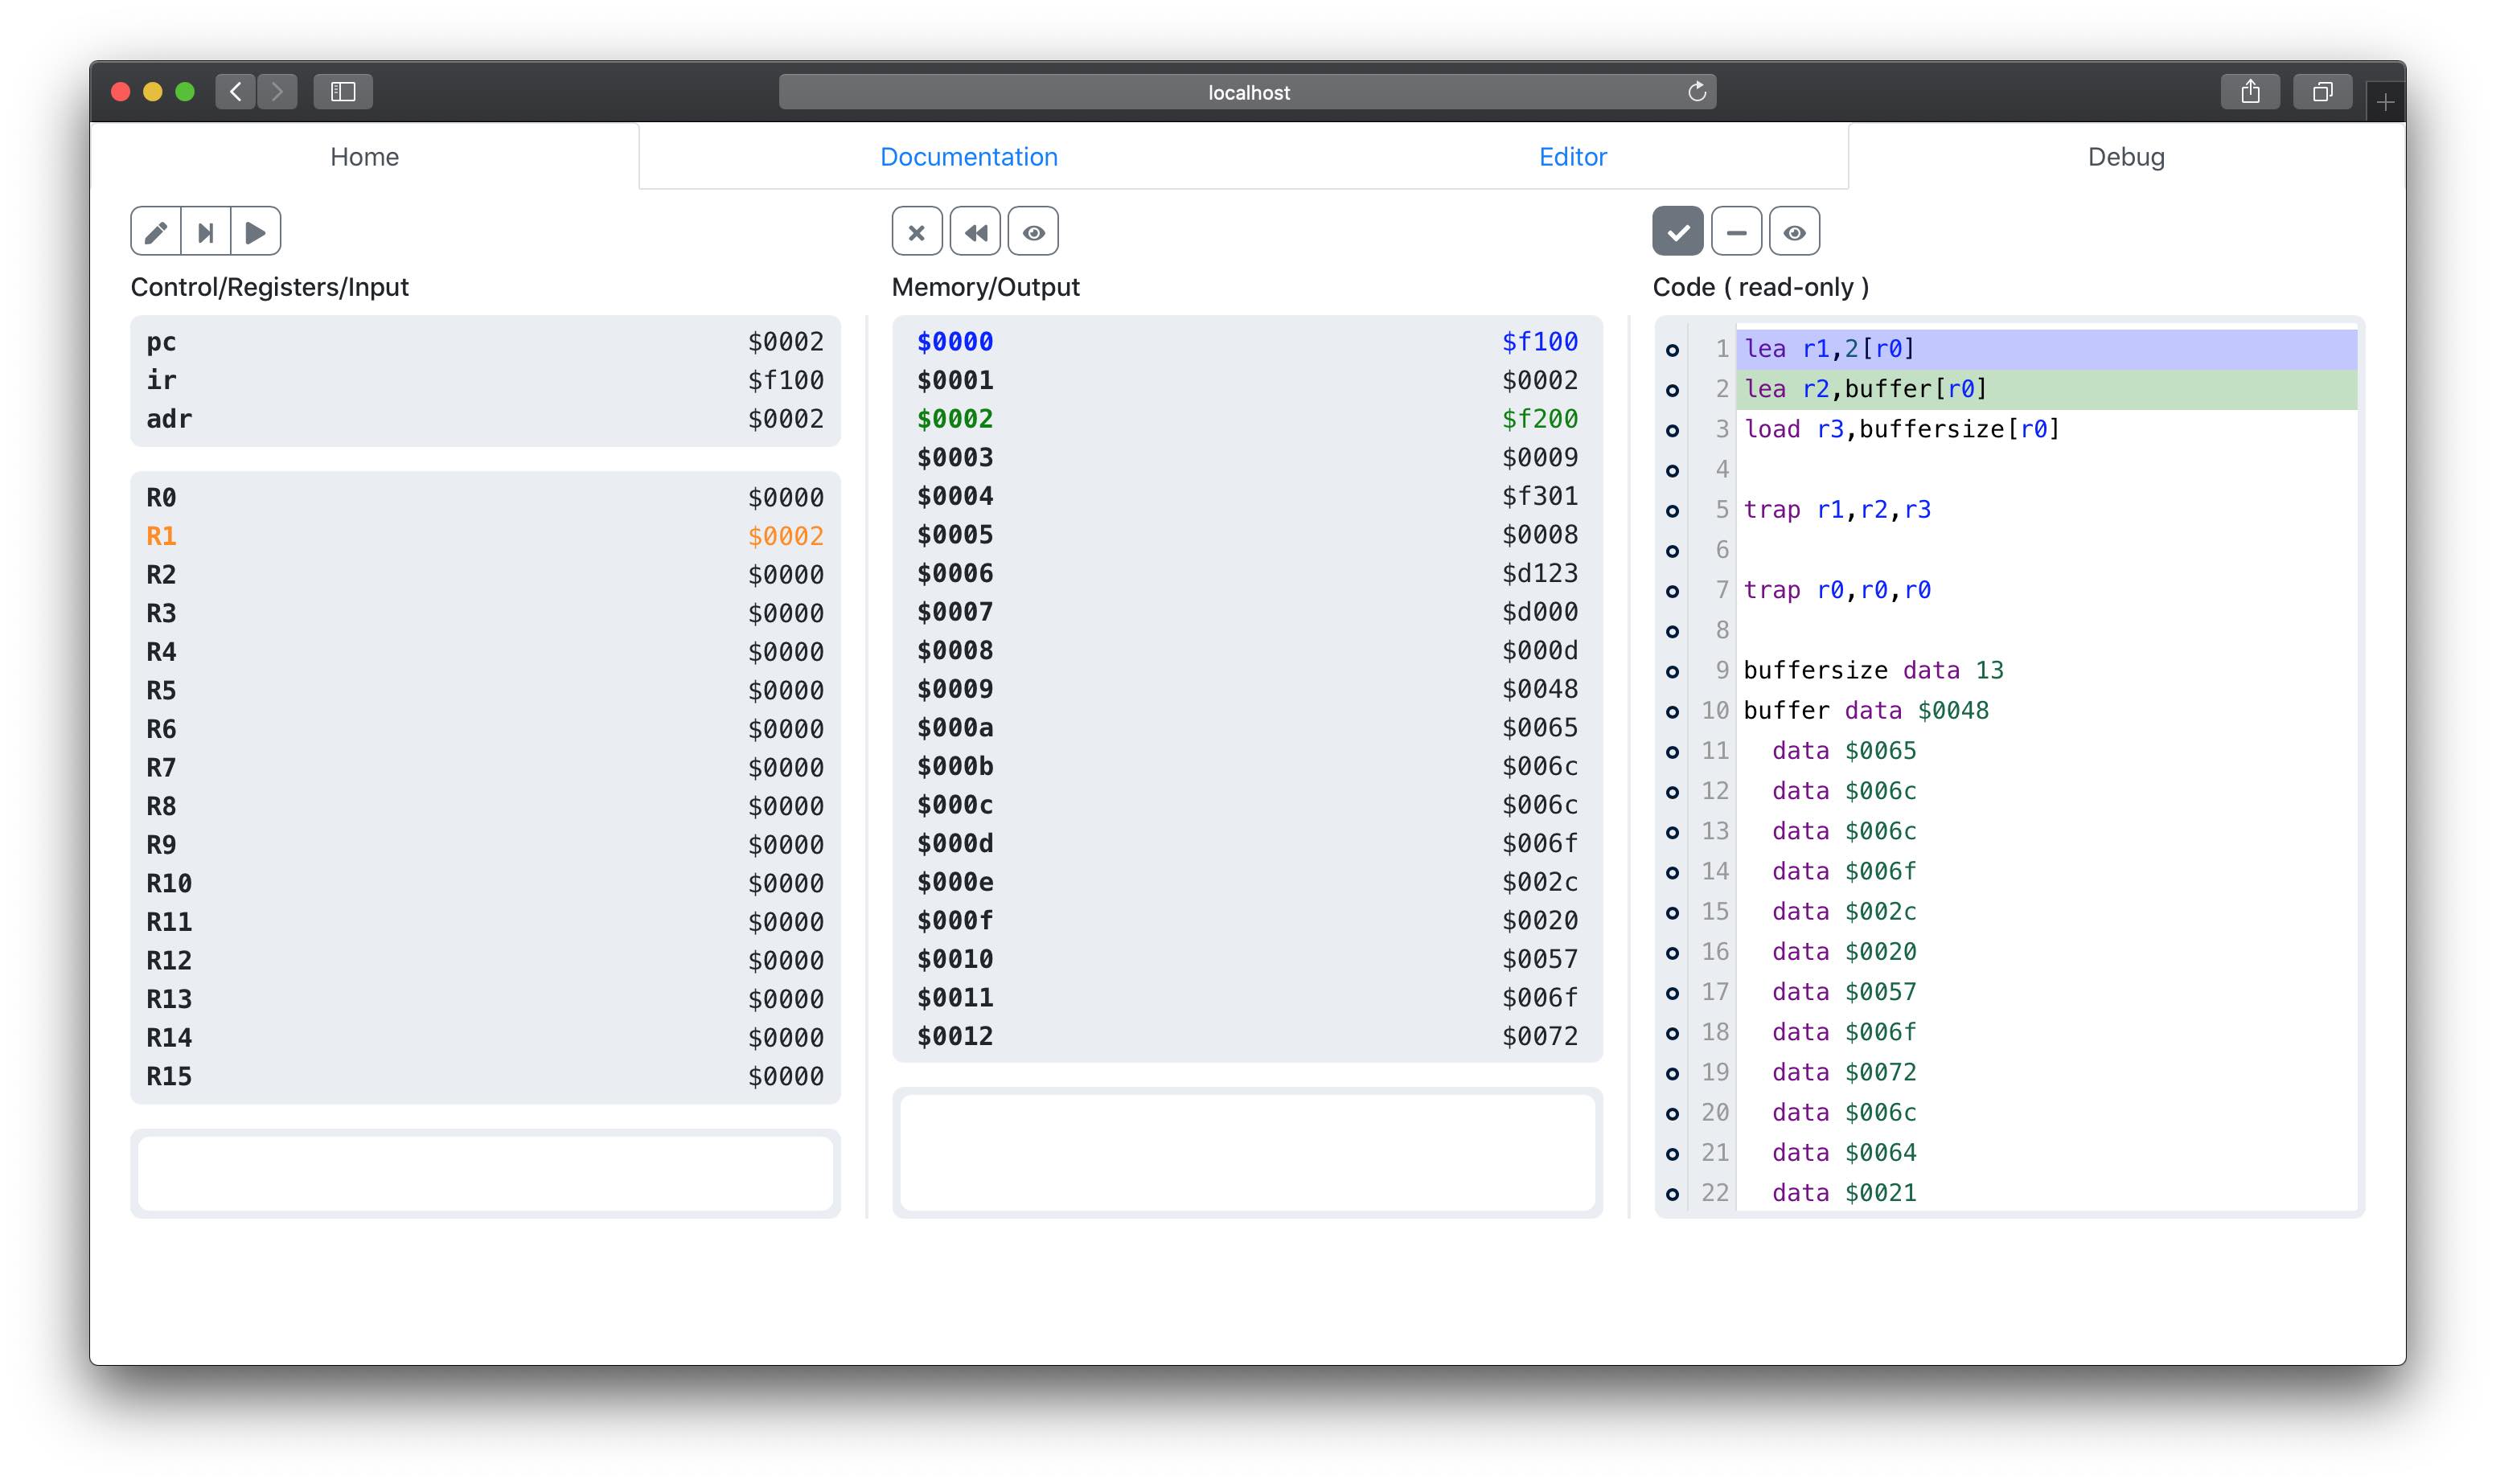 localhost
Home Documentation Editor Debug
Control/Registers/Input
pc $0002
ir $f100
adr $0002
R0 $0000
R1 $0002
R2 $0000
R3 $0000
R4 $0000
R5 $0000
R6 $0000
R7 $0000
R8 $0000
R9 $0000
R10 $0000
R11 $0000
R12 $0000
R13 $0000
R14 $0000
R15 $0000
Memory/Output
$0000 $f100
$0001 $0002
$0002 $f200
$0003 $0009
$0004 $f301
$0005 $0008
$0006 $d123
$0007 $d000
$0008 $000d
$0009 $0048
$000a $0065
$000b $006c
$000c $006c
$000d $006f
$000e $002c
$000f $0020
$0010 $0057
$0011 $006f
$0012 $0072
Code ( read-only )
1 lea r1,2[r0]
2 lea r2,buffer[r0]
3 load r3,buffersize[r0]
4
5 trap r1,r2,r3
6
7 trap r0,r0,r0
8
9 buffersize data 13
10 buffer data $0048
11 data $0065
12 data $006c
13 data $006c
14 data $006f
15 data $002c
16 data $0020
17 data $0057
18 data $006f
19 data $0072
20 data $006c
21 data $0064
22 data $0021